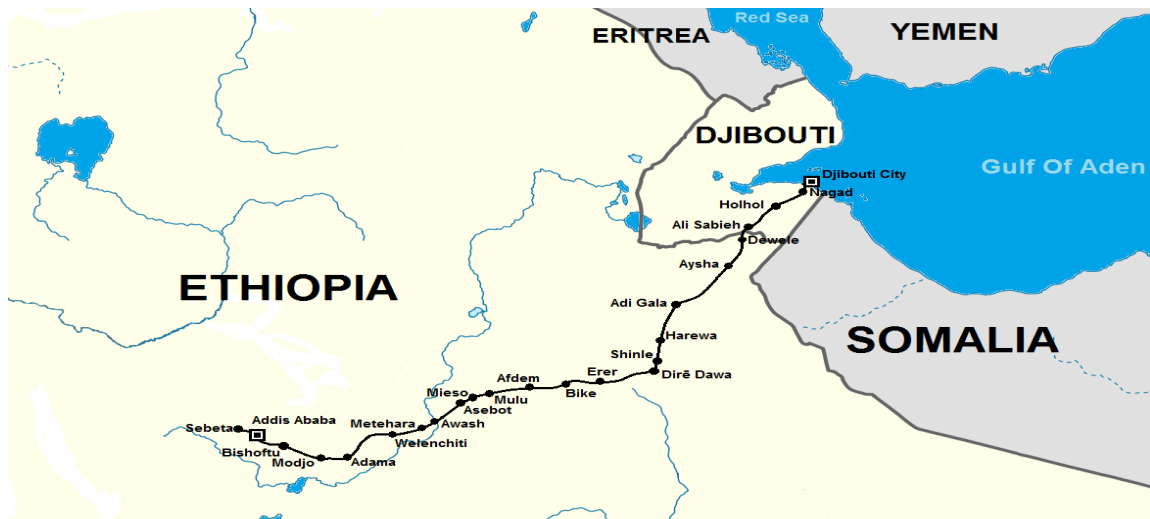 Red Sea
ERITREA
YEMEN
DJIBOUTI
Gulf Of Aden
Djibouti City
Nagad
Holhol
Ali Sabieh
Dewele
Aysha
ETHIOPIA
Adi Gala
SOMALIA
Harewa
Shinle
Dirē Dawa
Erer
Afdem
Bike
Mieso
Mulu
Asebot
Addis Ababa
Metehara
Awash
Sebeta
Welenchiti
Bishoftu
Modjo
Adama